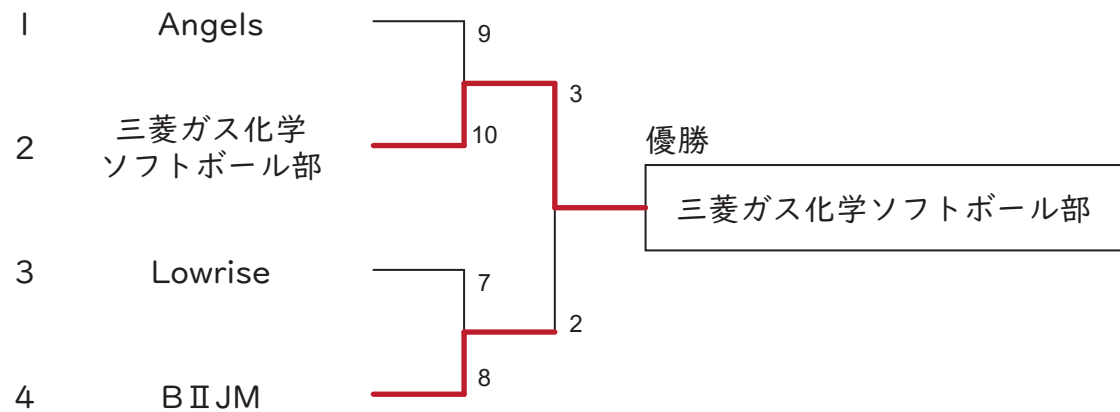 1 Angels 9
3
2 三菱ガス化学
ソフトボール部 10
優勝
三菱ガス化学ソフトボール部
3 Lowrise 7
2
4 BⅡJM 8